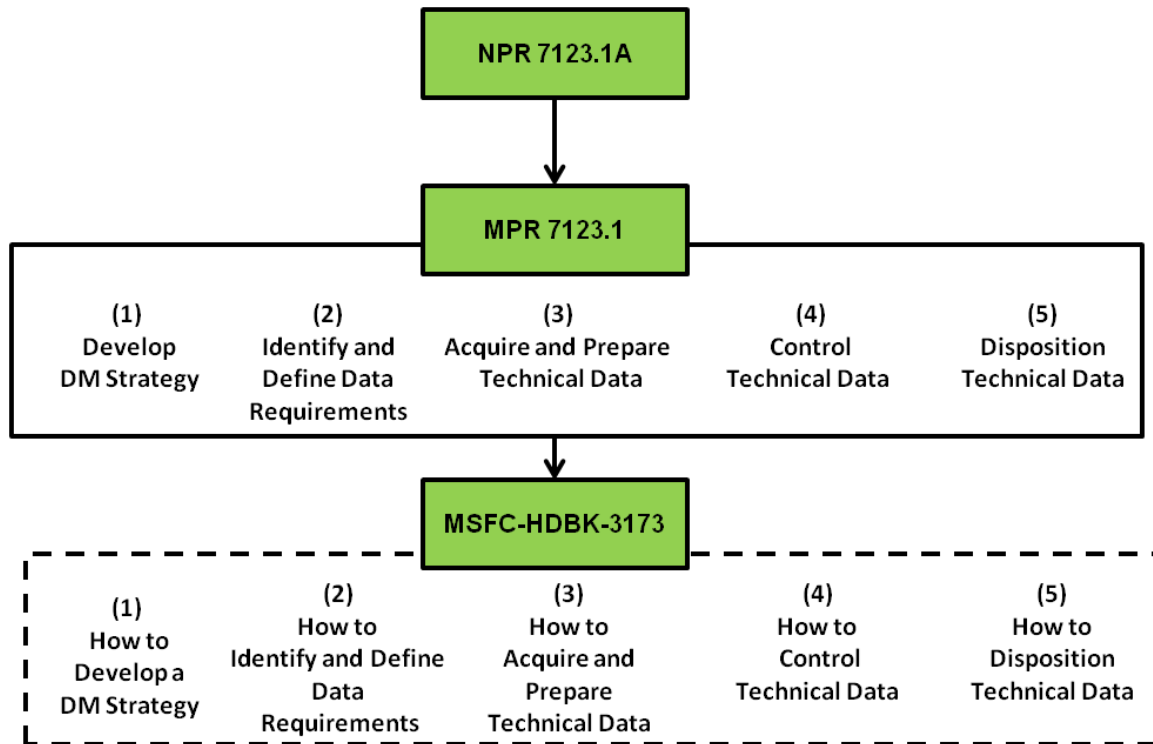 NPR 7123.1A
MPR 7123.1
(1)
Develop
DM Strategy
(2)
Identify and
Define Data
Requirements
(3)
Acquire and Prepare
Technical Data
(4)
Control
Technical Data
(5)
Disposition
Technical Data
MSFC-HDBK-3173
(1)
How to
Develop a
DM Strategy
(2)
How to
Identify and Define
Data
Requirements
(3)
How to
Acquire and
Prepare
Technical Data
(4)
How to
Control
Technical Data
(5)
How to
Disposition
Technical Data